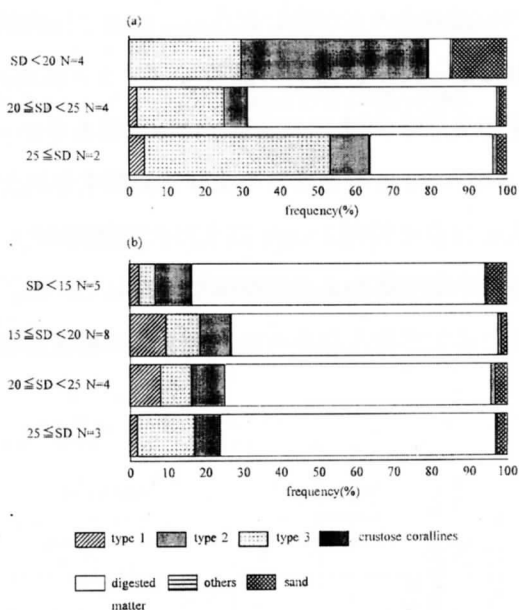 (a)
SD <20 N=4
20 ≦SD <25 N=4
25 ≦SD N=2
0 10 20 30 40 50 60 70 80 90 100
frequency(%)
(b)
SD <15 N=5
15 ≦SD <20 N=8
20 ≦SD <25 N=4
25 ≦SD N=3
0 10 20 30 40 50 60 70 80 90 100
frequency(%)
type 1 type 2 type 3 crustose corallines
digested others sand
matter